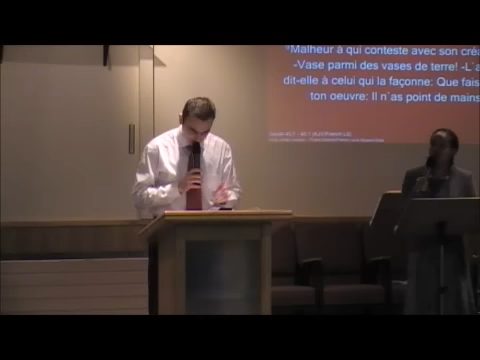 Malheur à qui conteste avec son créa
-Vase parmi des vases de terre! -L'a
dit-elle à celui qui la façonne: Que fais
ton oeuvre: Il n'as point de mains